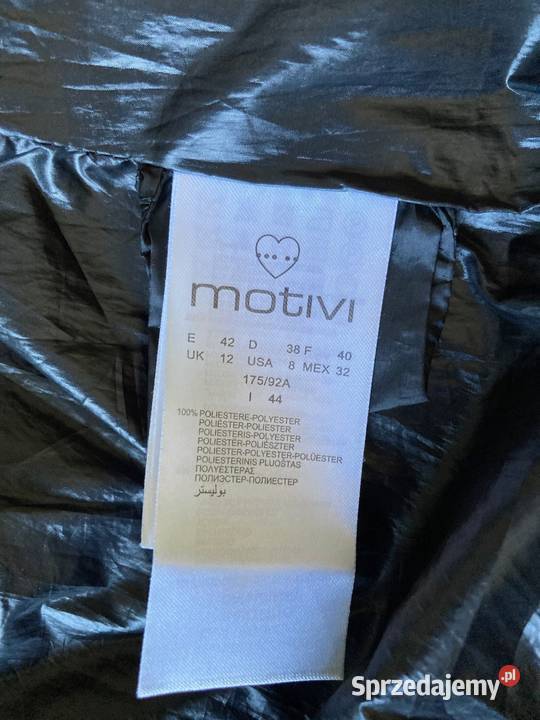 motivi
E 42 D 38 F 40
UK 12 USA 8 MEX 32
175/92A
I 44
100% POLIESTERE-POLYESTER
POLIÉSTER-POLIESTER
POLIESTERIS-POLYESTER
POLIESTER-POLIÉSZTER
POLIESTER-POLYESTER-POLÜESTER
POLIESTERINIS PLUOŠTAS
ΠΟΛΥΕΣΤΕΡΑΣ
ПОЛИЭСТЕР-ПОЛИЕСТЕР
بوليستر
Sprzedajemy.pl